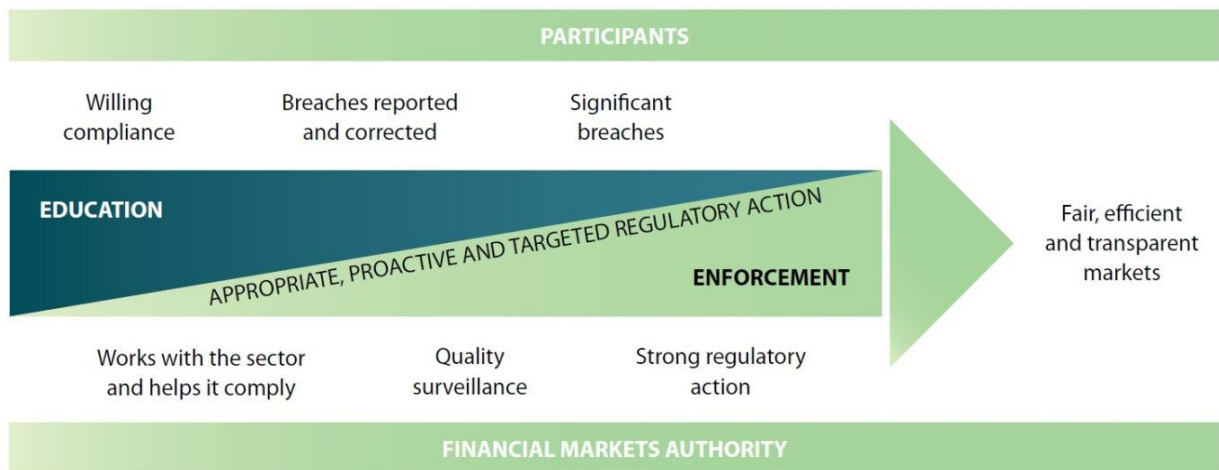 PARTICIPANTS
Willing
compliance
Breaches reported
and corrected
Significant
breaches
EDUCATION
APPROPRIATE, PROACTIVE AND TARGETED REGULATORY ACTION
ENFORCEMENT
Fair, efficient
and transparent
markets
Works with the sector
and helps it comply
Quality
surveillance
Strong regulatory
action
FINANCIAL MARKETS AUTHORITY